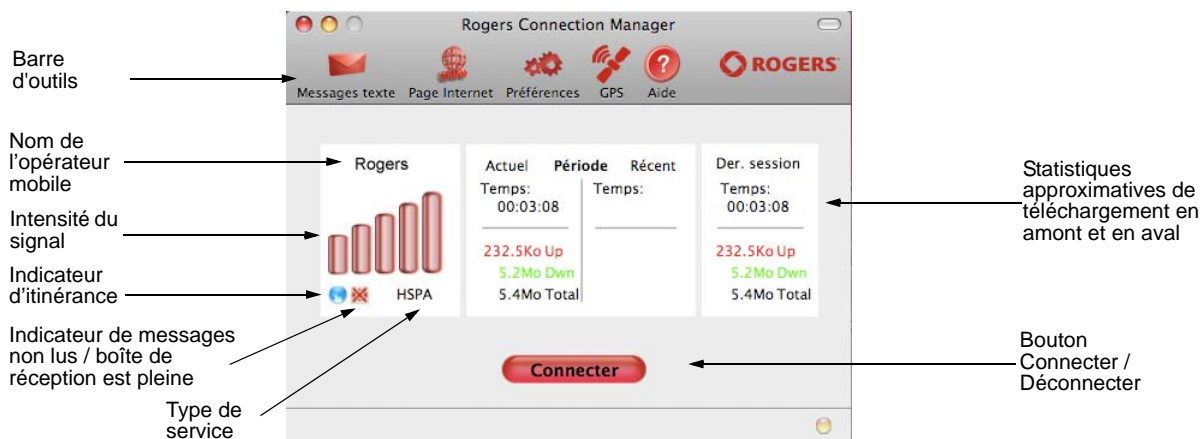 Rogers Connection Manager
Messages texte Page Internet Préférences GPS Aide
ROGERS
Barre
d'outils
Nom de
l'opérateur
mobile
Intensité du
signal
Indicateur
d'itinérance
Indicateur de messages
non lus / boîte de
réception est pleine
Type de
service
Rogers
HSPA
Actuel Période Récent
Temps:
00:03:08
232.5Ko Up
5.2Mo Dwn
5.4Mo Total
Temps:
Der. session
Temps:
00:03:08
232.5Ko Up
5.2Mo Dwn
5.4Mo Total
Connecter
Statistiques
approximatives de
téléchargement en
amont et en aval
Bouton
Connecter /
Déconnecter